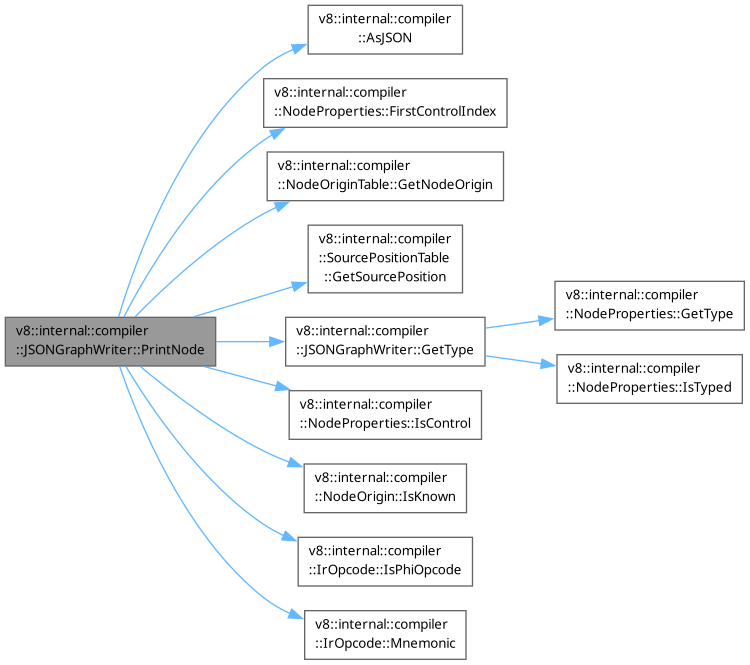 v8::internal::compiler
::AsJSON
v8::internal::compiler
::NodeProperties::FirstControlIndex
v8::internal::compiler
::NodeOriginTable::GetNodeOrigin
v8::internal::compiler
::SourcePositionTable
::GetSourcePosition
v8::internal::compiler
::JSONGraphWriter::PrintNode
v8::internal::compiler
::JSONGraphWriter::GetType
v8::internal::compiler
::NodeProperties::GetType
v8::internal::compiler
::NodeProperties::IsTyped
v8::internal::compiler
::NodeProperties::IsControl
v8::internal::compiler
::NodeOrigin::IsKnown
v8::internal::compiler
::IrOpcode::IsPhiOpcode
v8::internal::compiler
::IrOpcode::Mnemonic